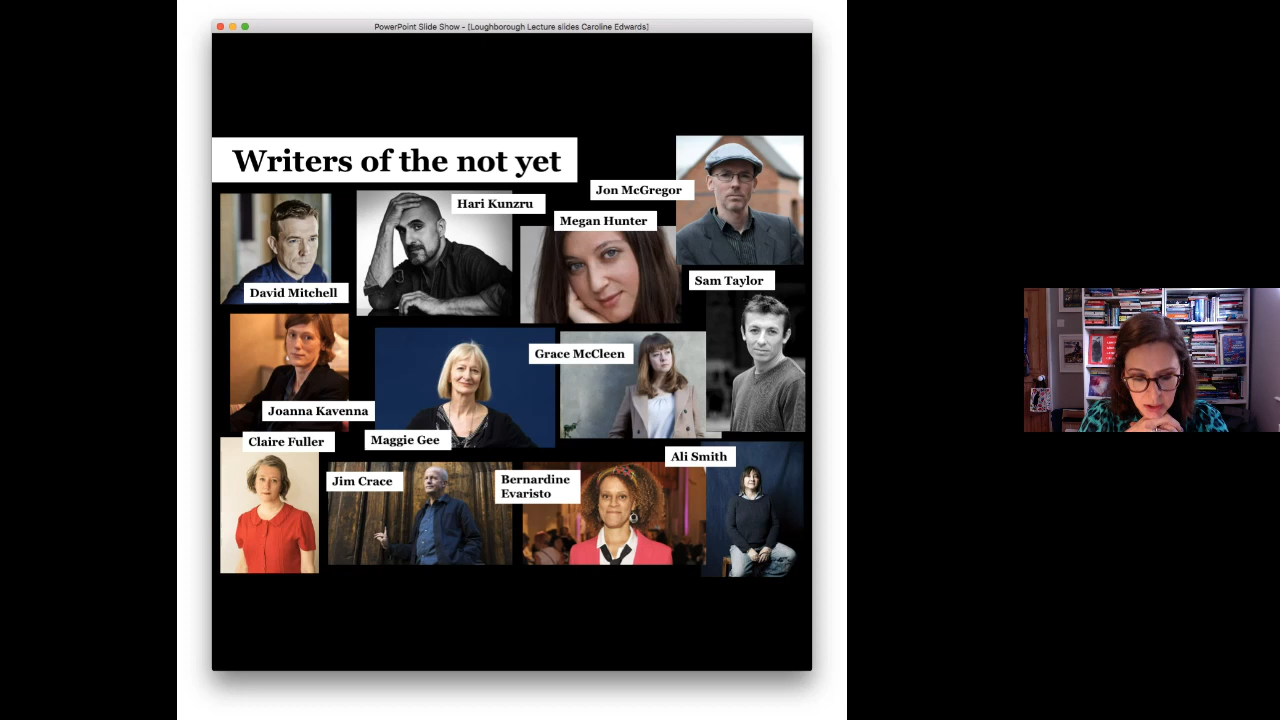 PowerPoint Slide Show - [Loughborough Lecture slides Caroline Edwards]
Writers of the not yet
Jon McGregor
Hari Kunzru
Megan Hunter
Sam Taylor
David Mitchell
Grace McCleen
Joanna Kavenna
Maggie Gee
Claire Fuller
Ali Smith
Jim Crace
Bernardine
Evaristo